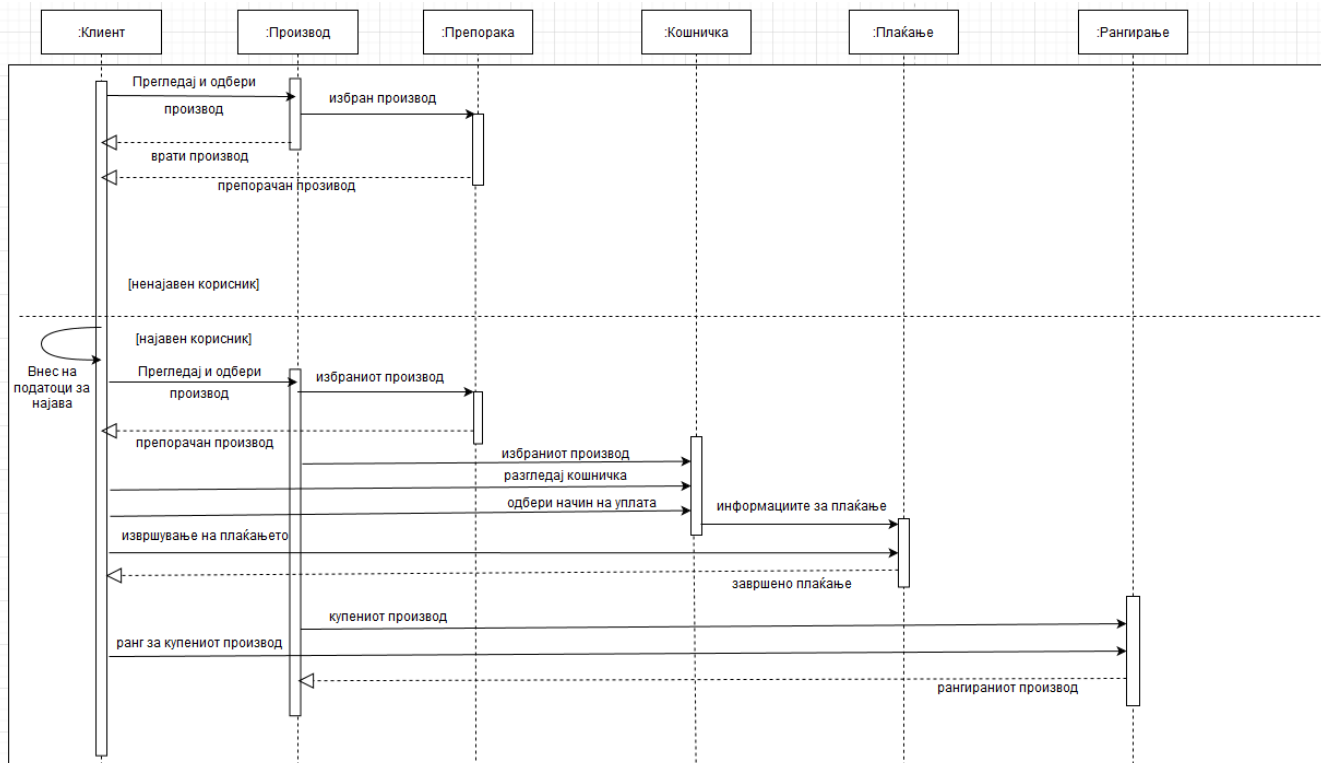 :Клиент
:Производ
:Препорака
:Кошничка
:Плаќање
:Рангирање
Прегледај и одбери
производ
избран производ
врати производ
препорачан прозивод
[ненајавен корисник]
[најавен корисник]
Внес на
податоци за
најава
Прегледај и одбери
производ
избраниот производ
препорачан производ
избраниот производ
разгледај кошничка
одбери начин на уплата
информациите за плаќање
извршување на плаќањето
завршено плаќање
купениот производ
ранг за купениот производ
рангираниот производ